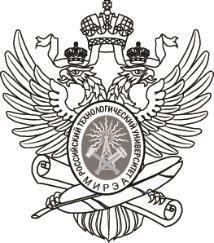 РОССИЙСКИЙ ТЕХНОЛОГИЧЕСКИЙ УНИВЕРСИТЕТ
МИРЭА